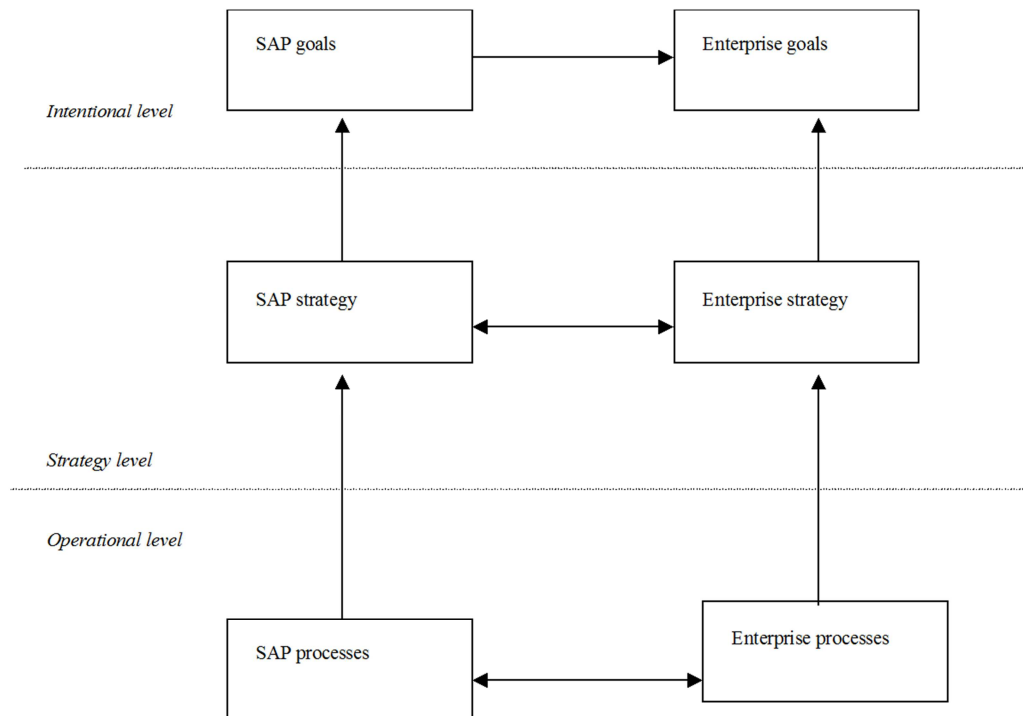 SAP goals
Enterprise goals
Intentional level
SAP strategy
Enterprise strategy
Strategy level
Operational level
Enterprise processes
SAP processes